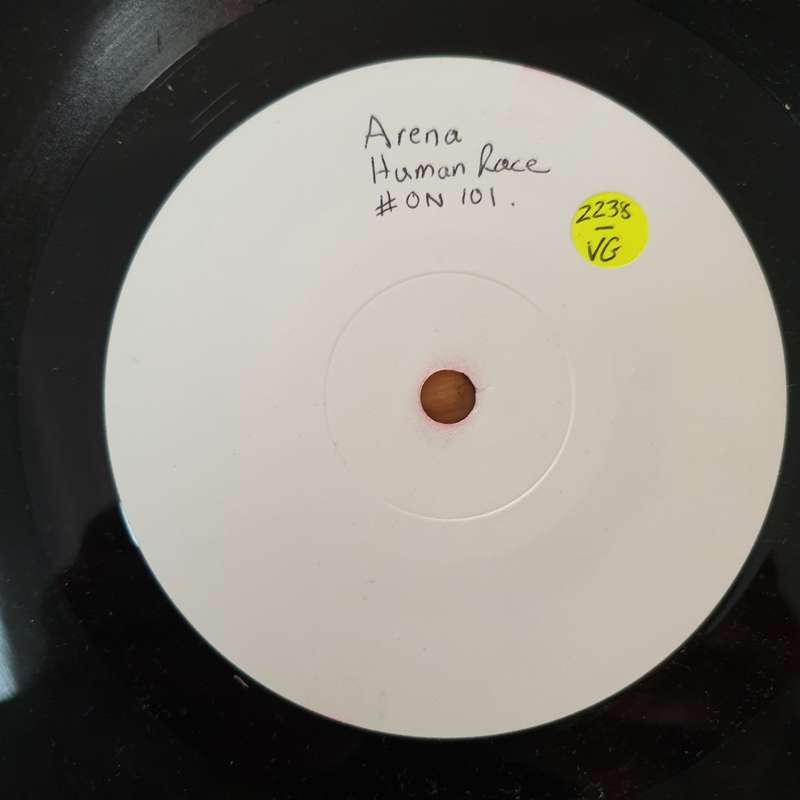 Arena
Human Race
#ON 101.
2238
—
VG